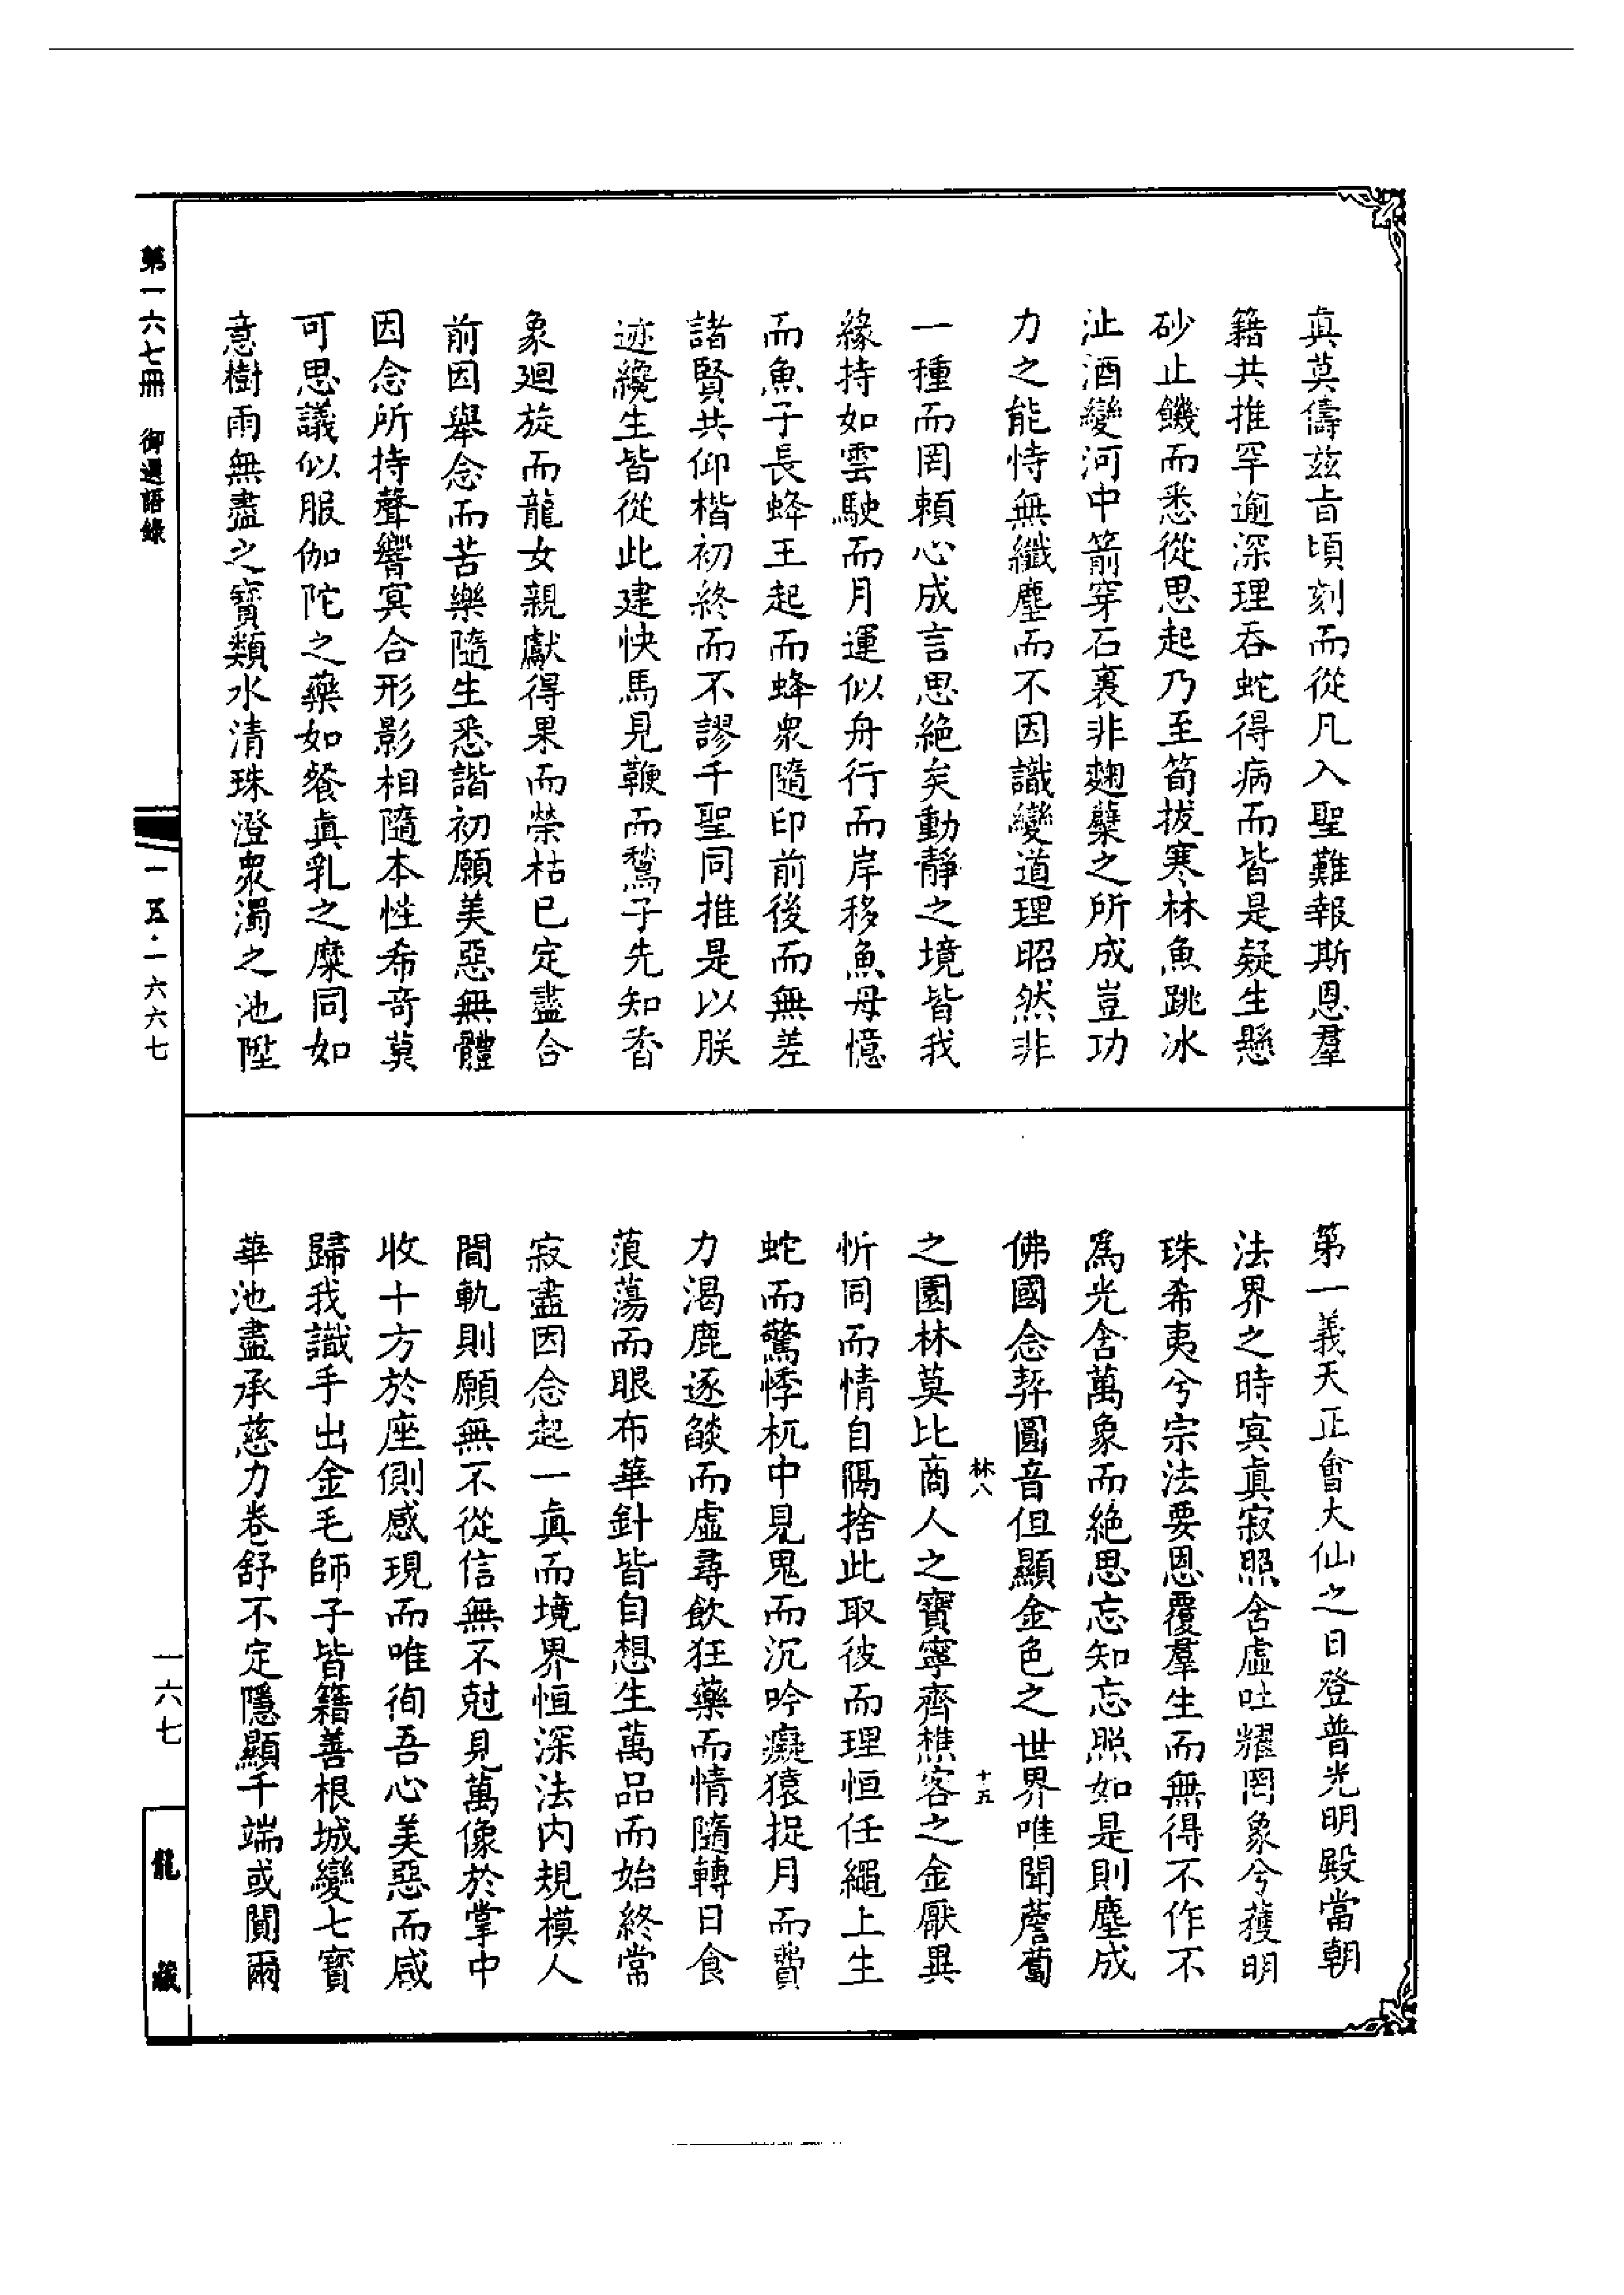 真莫儔兹旨頃刻而從凡入聖難報斯恩羣
籍共推罕逾深理吞蛇得病而皆是疑生懸
砂止饑而悉從思起乃至筍拔寒林魚跳冰
沚酒變河中箭穿石裏非麴櫱之所成豈功
力之能恃無纖塵而不因識變道理昭然非
一種而罔賴心成言思絶矣動靜之境皆我
緣持如雲駛而月運似舟行而岸移魚母憶
而魚子長蜂王起而蜂衆隨印前後而無差
諸賢共仰楷初終而不謬千聖同推是以朕
迹纔生皆從此建快馬見鞭而鶖子先知香
象廻旋而龍女親獻得果而榮枯已定盡合
前因舉念而苦樂隨生悉諧初願美惡無體
因念所持聲響冥合形影相隨本性希奇莫
可思議似服伽陀之藥如餐眞乳之糜同如
意樹雨無盡之寳類水清珠澄衆濁之池陞
第一義天正會大仙之日登普光明殿當朝
法界之時冥眞寂照含虛吐耀罔象兮獲明
珠希夷兮宗法要恩覆羣生而無得不作不
爲光含萬象而絶思忘知忘照如是則塵成
佛國念契圓音但顯金色之世界唯聞薝蔔
之園林莫比商人之寶寧齊樵客之金厭異
忻同而情自隔捨此取彼而理恒任繩上生
蛇而驚悸杌中見鬼而沉吟癡猿捉月而費
力渴鹿逐燄而虛尋飲狂藥而情隨轉日食
蒗蕩而眼布華針皆自想生萬品而始終常
寂盡因念起一眞而境界恒深法内規模人
間軌則願無不從信無不尅見萬像於掌中
收十方於座側感現而唯徇吾心美惡而咸
歸我識手出金毛師子皆籍善根城變七寳
華池盡承慈力卷舒不定隱顯千端或聞爾
林八
十五
第一六七冊　御選語錄
一五二一六六七
一六七
龍藏